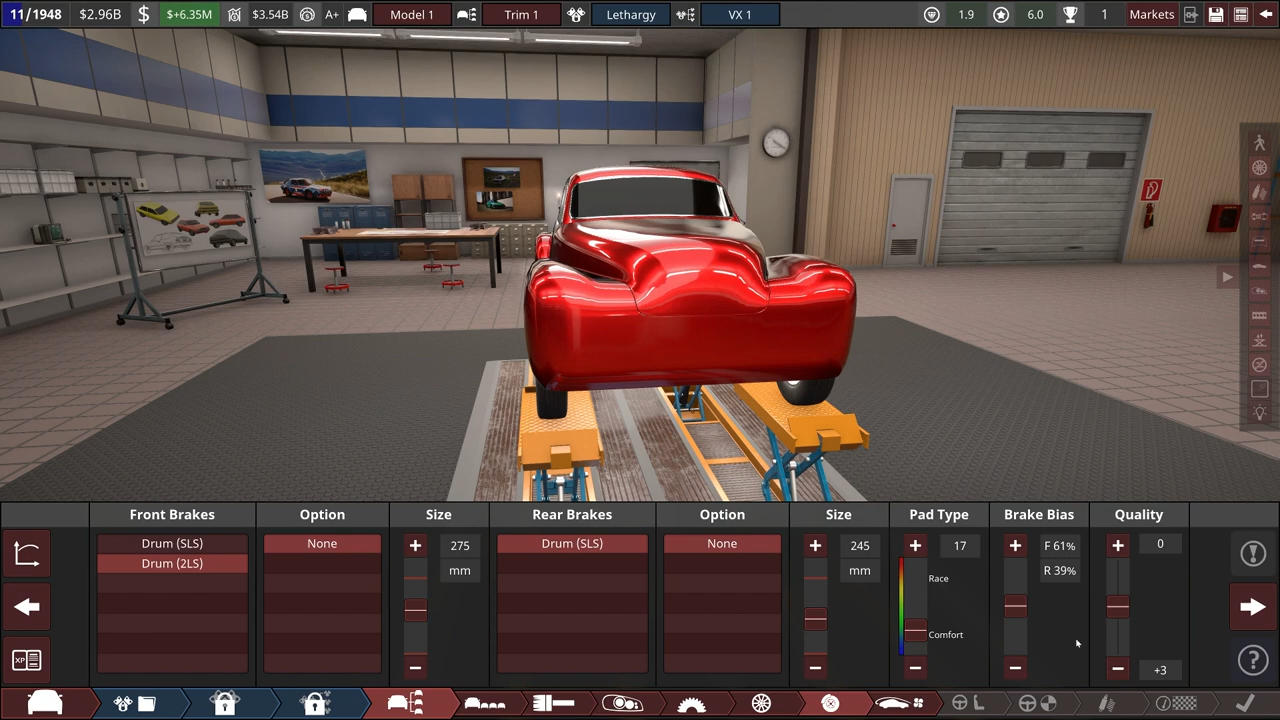 11/1948 $2.96B $+6.35M $3.54B A+ Model 1 Trim 1 Lethargy VX 1 1.9 6.0 1 Markets
Front Brakes Option Size Rear Brakes Option Size Pad Type Brake Bias Quality
Drum (SLS) None + 275 Drum (SLS) None + 245 + 17 + F 61% + 0
Drum (2LS) mm mm R 39%
Race
Comfort
- - - - - +3
XP ?